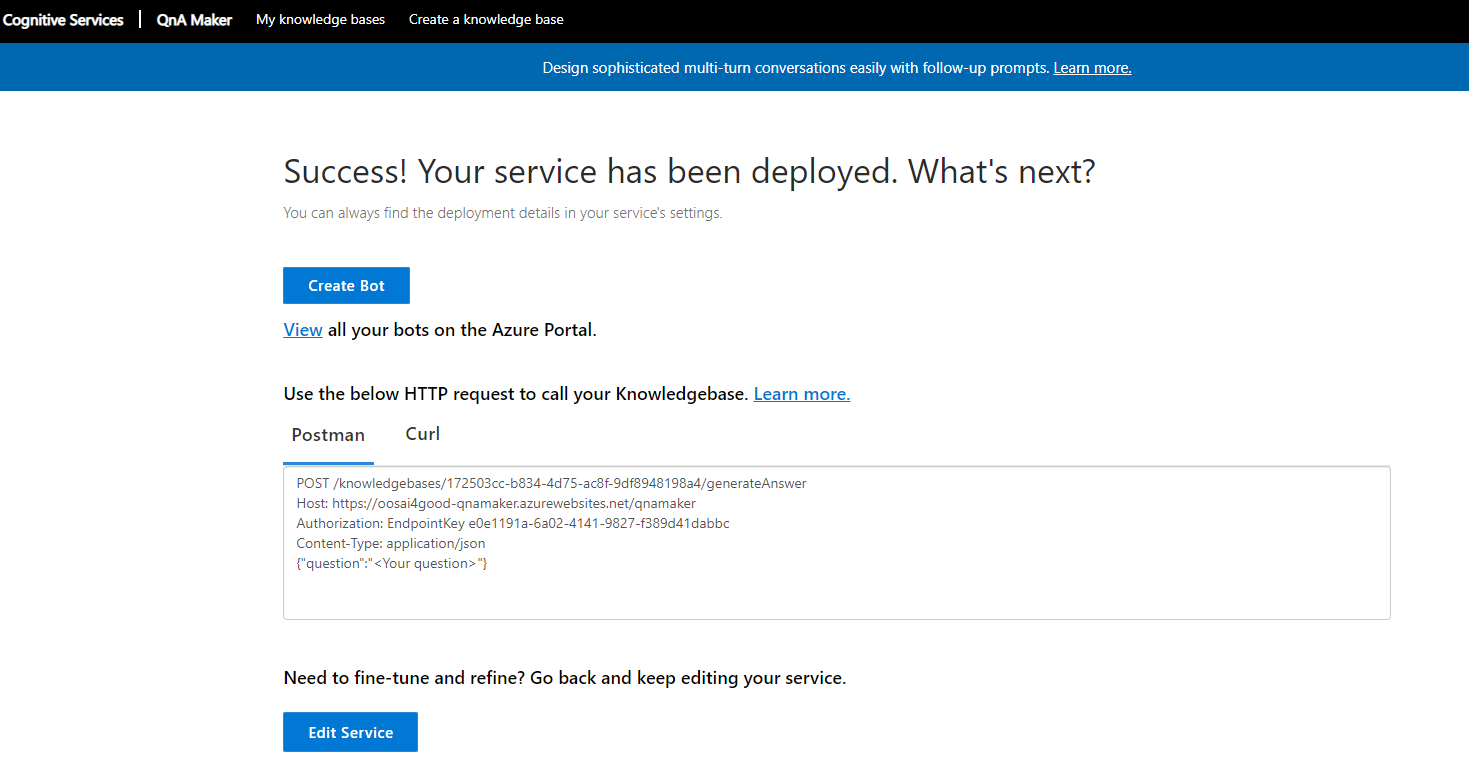 Cognitive Services | QnA Maker My knowledge bases Create a knowledge base
Design sophisticated multi-turn conversations easily with follow-up prompts. Learn more.
Success! Your service has been deployed. What's next?
You can always find the deployment details in your service's settings.
Create Bot
View all your bots on the Azure Portal.
Use the below HTTP request to call your Knowledgebase. Learn more.
Postman Curl
POST /knowledgebases/172503cc-b834-4d75-ac8f-9df8948198a4/generateAnswer
Host: https://oosai4good-qnamaker.azurewebsites.net/qnamaker
Authorization: EndpointKey e0e1191a-6a02-4141-9827-f389d41dabbc
Content-Type: application/json
{"question":"<Your question>"}
Need to fine-tune and refine? Go back and keep editing your service.
Edit Service